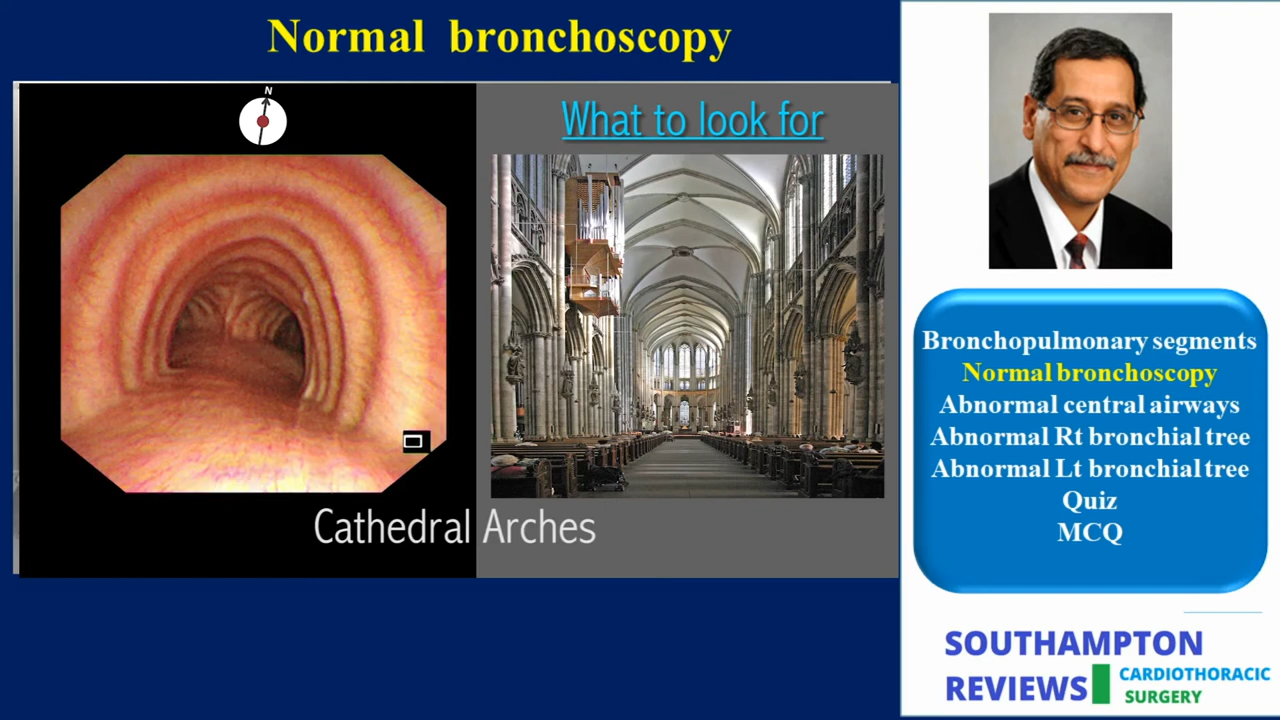 Normal bronchoscopy
N
What to look for
Cathedral Arches
Bronchopulmonary segments
Normal bronchoscopy
Abnormal central airways
Abnormal Rt bronchial tree
Abnormal Lt bronchial tree
Quiz
MCQ
SOUTHAMPTON
REVIEWS
CARDIOTHORACIC
SURGERY